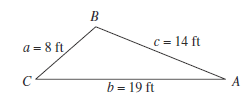 B
a = 8 ft
c = 14 ft
C
A
b = 19 ft